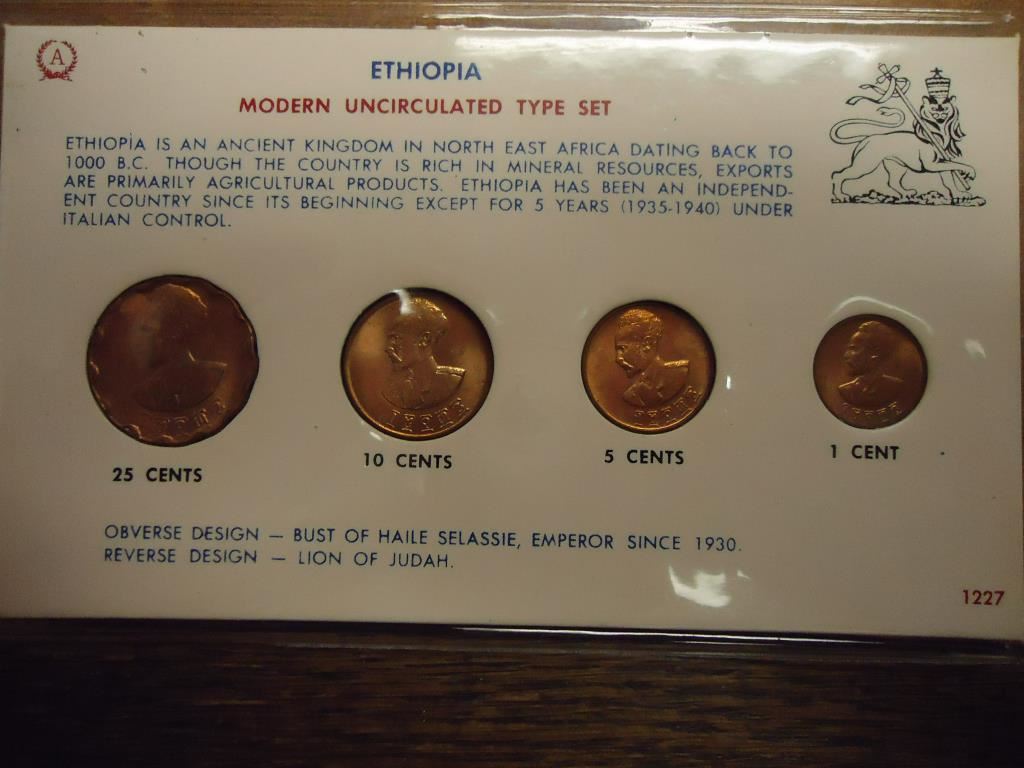 A
ETHIOPIA
MODERN UNCIRCULATED TYPE SET
ETHIOPIA IS AN ANCIENT KINGDOM IN NORTH EAST AFRICA DATING BACK TO
1000 B.C. THOUGH THE COUNTRY IS RICH IN MINERAL RESOURCES, EXPORTS
ARE PRIMARILY AGRICULTURAL PRODUCTS. ETHIOPIA HAS BEEN AN INDEPEND-
ENT COUNTRY SINCE ITS BEGINNING EXCEPT FOR 5 YEARS (1935-1940) UNDER
ITALIAN CONTROL.
25 CENTS
10 CENTS
5 CENTS
1 CENT
OBVERSE DESIGN — BUST OF HAILE SELASSIE, EMPEROR SINCE 1930.
REVERSE DESIGN — LION OF JUDAH.
1227